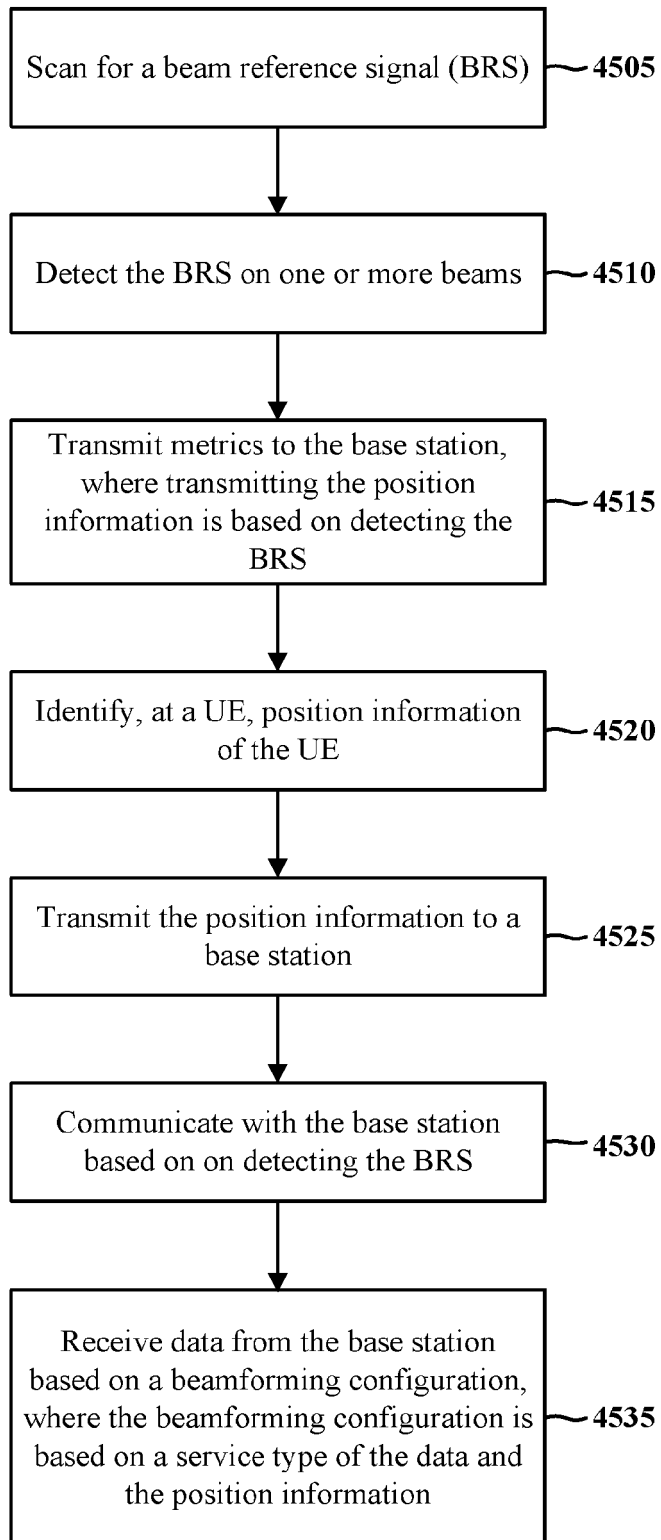 Scan for a beam reference signal (BRS)
4505
Detect the BRS on one or more beams
4510
Transmit metrics to the base station,
where transmitting the position
information is based on detecting the
BRS
4515
Identify, at a UE, position information
of the UE
4520
Transmit the position information to a
base station
4525
Communicate with the base station
based on on detecting the BRS
4530
Receive data from the base station
based on a beamforming configuration,
where the beamforming configuration is
based on a service type of the data and
the position information
4535